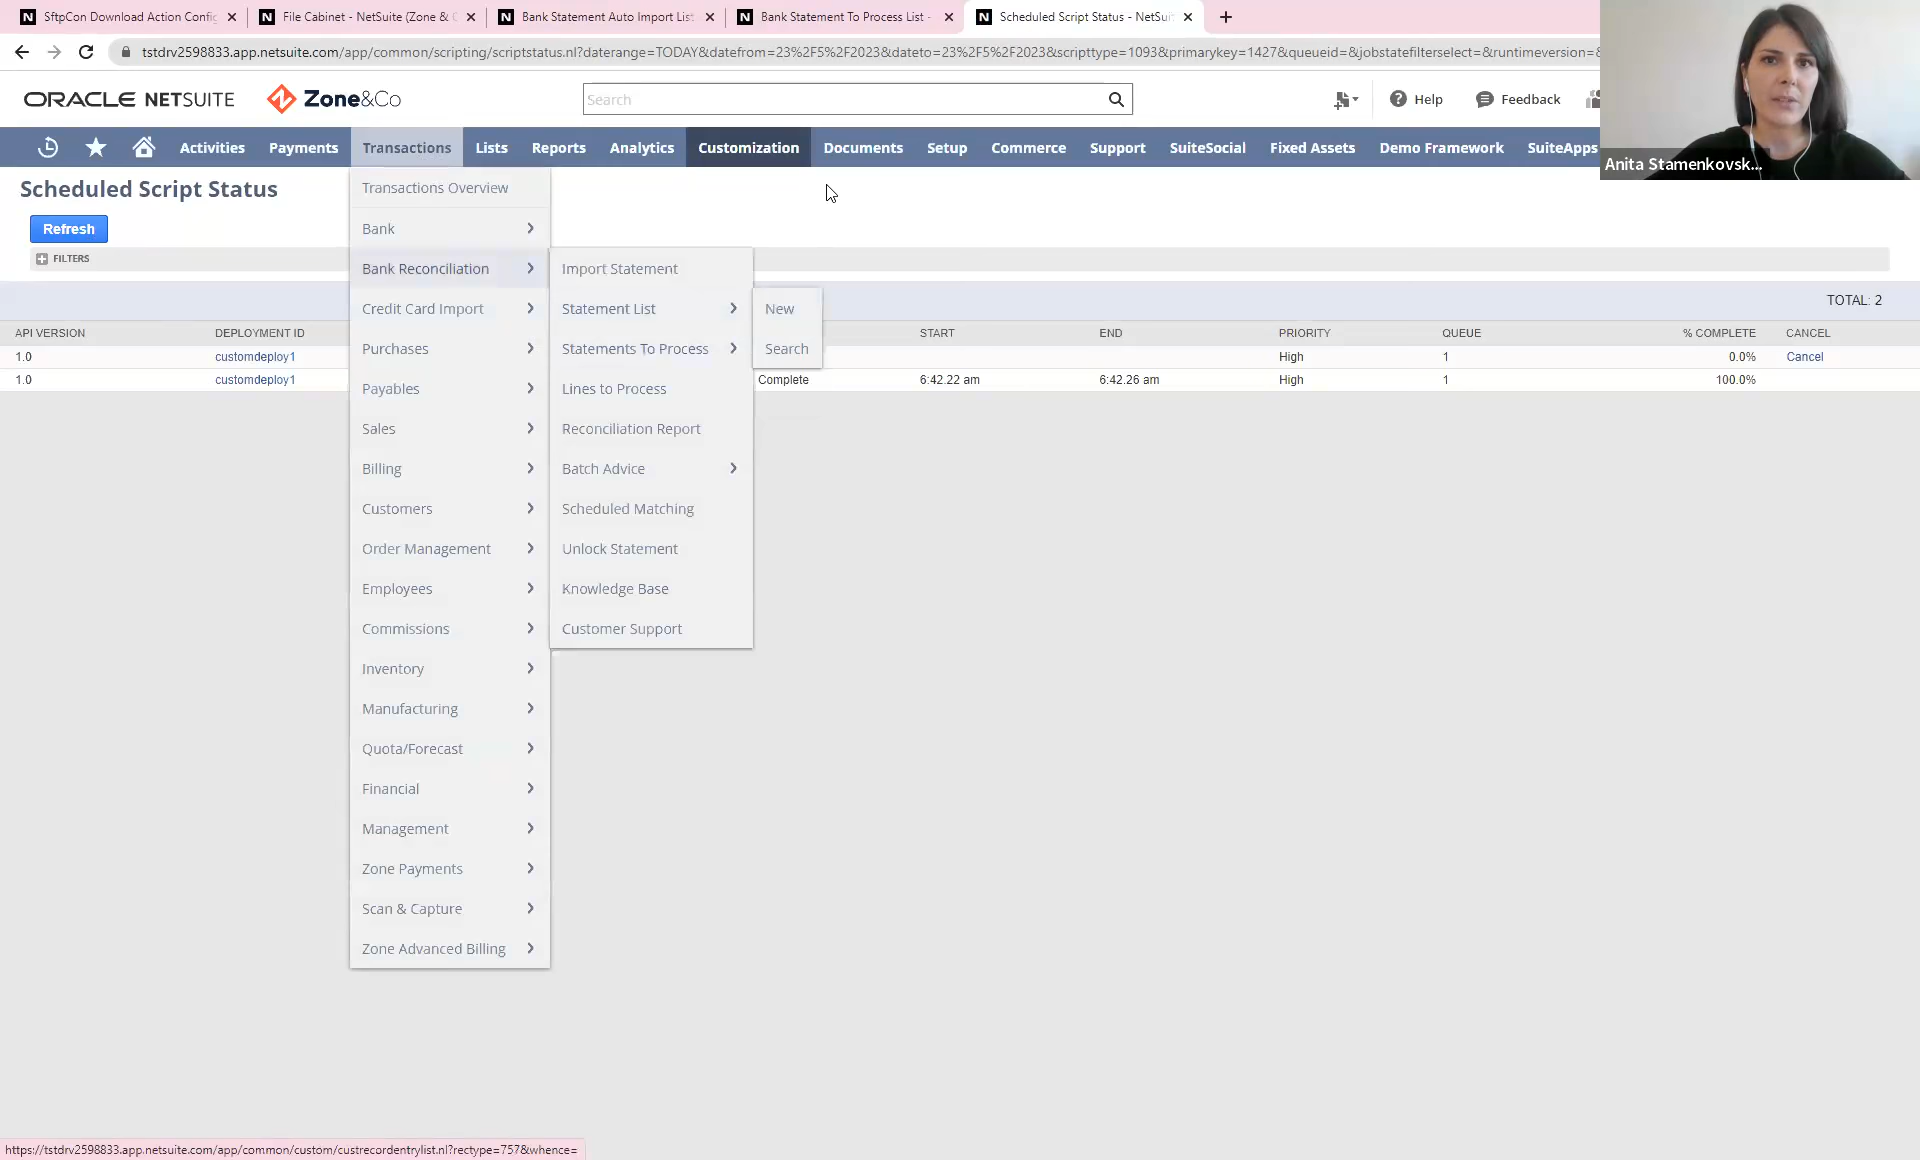 SftpCon Download Action Config
File Cabinet - NetSuite (Zone & C
Bank Statement Auto Import List
Bank Statement To Process List -
Scheduled Script Status - NetSui
tstdrv2598833.app.netsuite.com/app/common/scripting/scriptstatus.nl?daterange=TODAY&datefrom=23%2F5%2F2023&dateto=23%2F5%2F2023&scripttype=1093&primarykey=1427&queueid=&jobstatefilterselect=&runtimeversion=&
ORACLE NETSUITE
Zone&Co
Search
Help
Feedback
Activities Payments Transactions Lists Reports Analytics Customization Documents Setup Commerce Support SuiteSocial Fixed Assets Demo Framework SuiteApps
Anita Stamenkovsk...
Scheduled Script Status
Refresh
FILTERS
TOTAL: 2
API VERSION DEPLOYMENT ID START END PRIORITY QUEUE % COMPLETE CANCEL
1.0 customdeploy1 High 1 0.0% Cancel
1.0 customdeploy1 Complete 6:42.22 am 6:42.26 am High 1 100.0%
Transactions Overview
Bank
Bank Reconciliation
Credit Card Import
Purchases
Payables
Sales
Billing
Customers
Order Management
Employees
Commissions
Inventory
Manufacturing
Quota/Forecast
Financial
Management
Zone Payments
Scan & Capture
Zone Advanced Billing
Import Statement
Statement List
Statements To Process
Lines to Process
Reconciliation Report
Batch Advice
Scheduled Matching
Unlock Statement
Knowledge Base
Customer Support
New
Search
https://tstdrv2598833.app.netsuite.com/app/common/custom/custrecordentrylist.nl?rectype=757&whence=